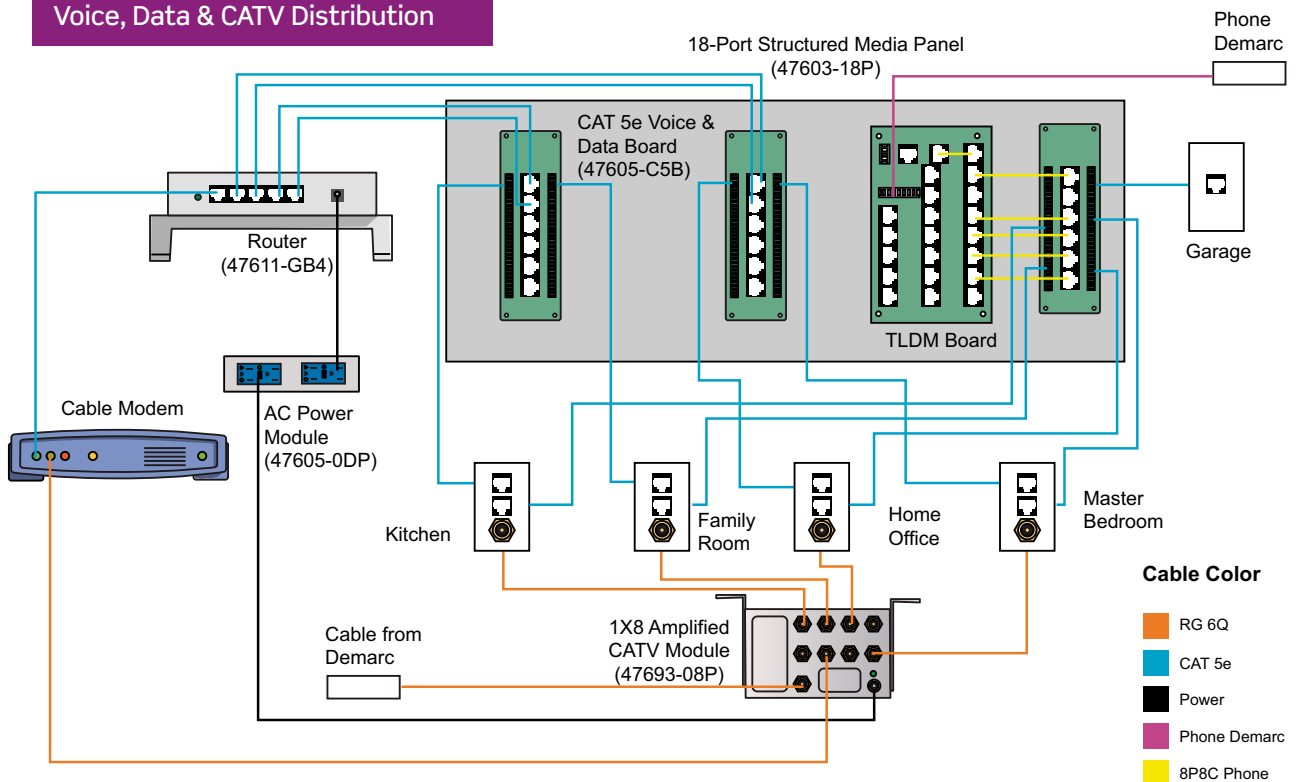 Voice, Data & CATV Distribution
Phone
Demarc
18-Port Structured Media Panel
(47603-18P)
CAT 5e Voice &
Data Board
(47605-C5B)
Router
(47611-GB4)
Garage
TLDM Board
Cable Modem
AC Power
Module
(47605-0DP)
Kitchen
Family
Room
Home
Office
Master
Bedroom
Cable from
Demarc
1X8 Amplified
CATV Module
(47693-08P)
Cable Color
RG 6Q
CAT 5e
Power
Phone Demarc
8P8C Phone